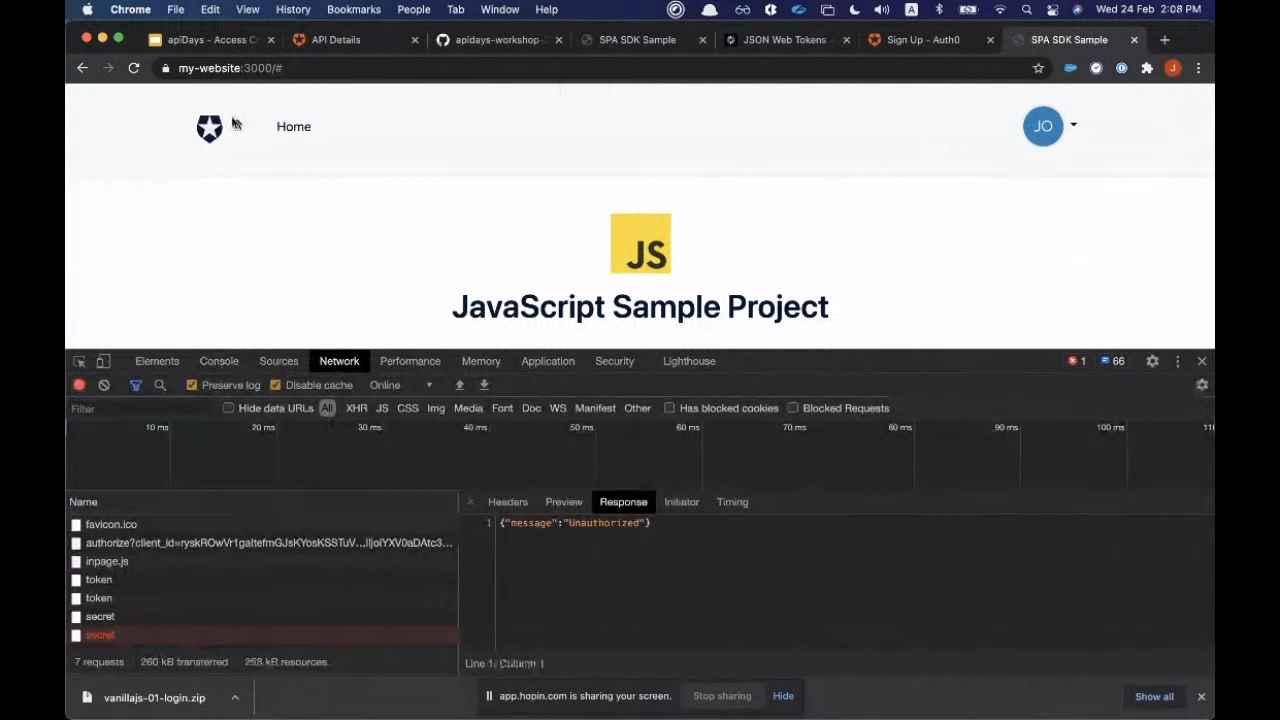 Chrome File Edit View History Bookmarks People Tab Window Help A Wed 24 Feb 2:08 PM
apiDays - Access C API Details apidays-workshop- SPA SDK Sample JSON Web Tokens - Sign Up - Auth0 SPA SDK Sample
my-website:3000/# J
Home JO
JS
JavaScript Sample Project
Elements Console Sources Network Performance Memory Application Security Lighthouse 1 66
Preserve log Disable cache Online
Filter Hide data URLs All XHR JS CSS Img Media Font Doc WS Manifest Other Has blocked cookies Blocked Requests
10 ms 20 ms 30 ms 40 ms 50 ms 60 ms 70 ms 80 ms 90 ms 100 ms 11
Name Headers Preview Response Initiator Timing
favicon.ico 1 {"message":"Unauthorized"}
inpage.js
token
token
secret
secret
7 requests 260 kB transferred 258 kB resources Line 1, Column 1
vanillajs-01-login.zip app.hopin.com is sharing your screen. Stop sharing Hide Show all